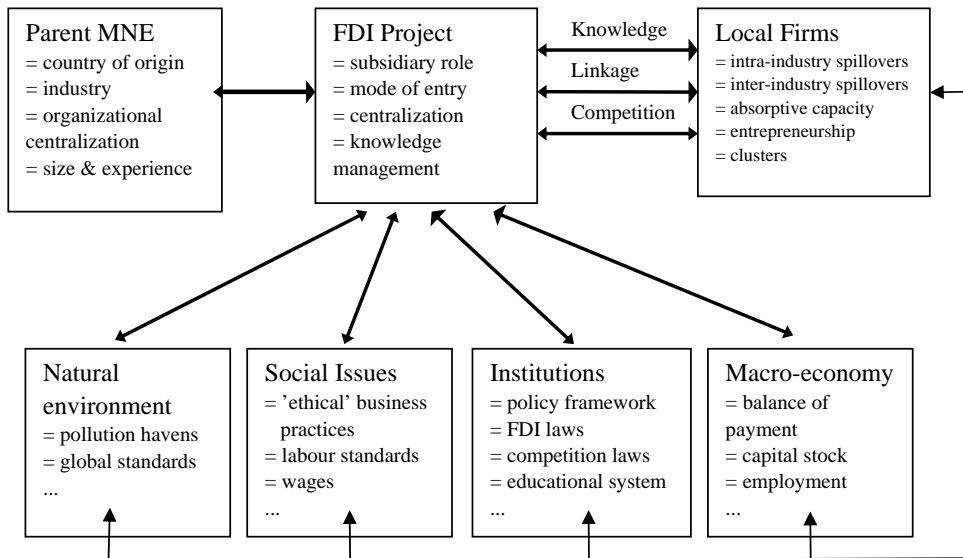 Parent MNE
= country of origin
= industry
= organizational
centralization
= size & experience
FDI Project
= subsidiary role
= mode of entry
= centralization
= knowledge
management
Knowledge
Linkage
Competition
Local Firms
= intra-industry spillovers
= inter-industry spillovers
= absorptive capacity
= entrepreneurship
= clusters
Natural
environment
= pollution havens
= global standards
...
Social Issues
= 'ethical' business
practices
= labour standards
= wages
...
Institutions
= policy framework
= FDI laws
= competition laws
= educational system
...
Macro-economy
= balance of
payment
= capital stock
= employment
...